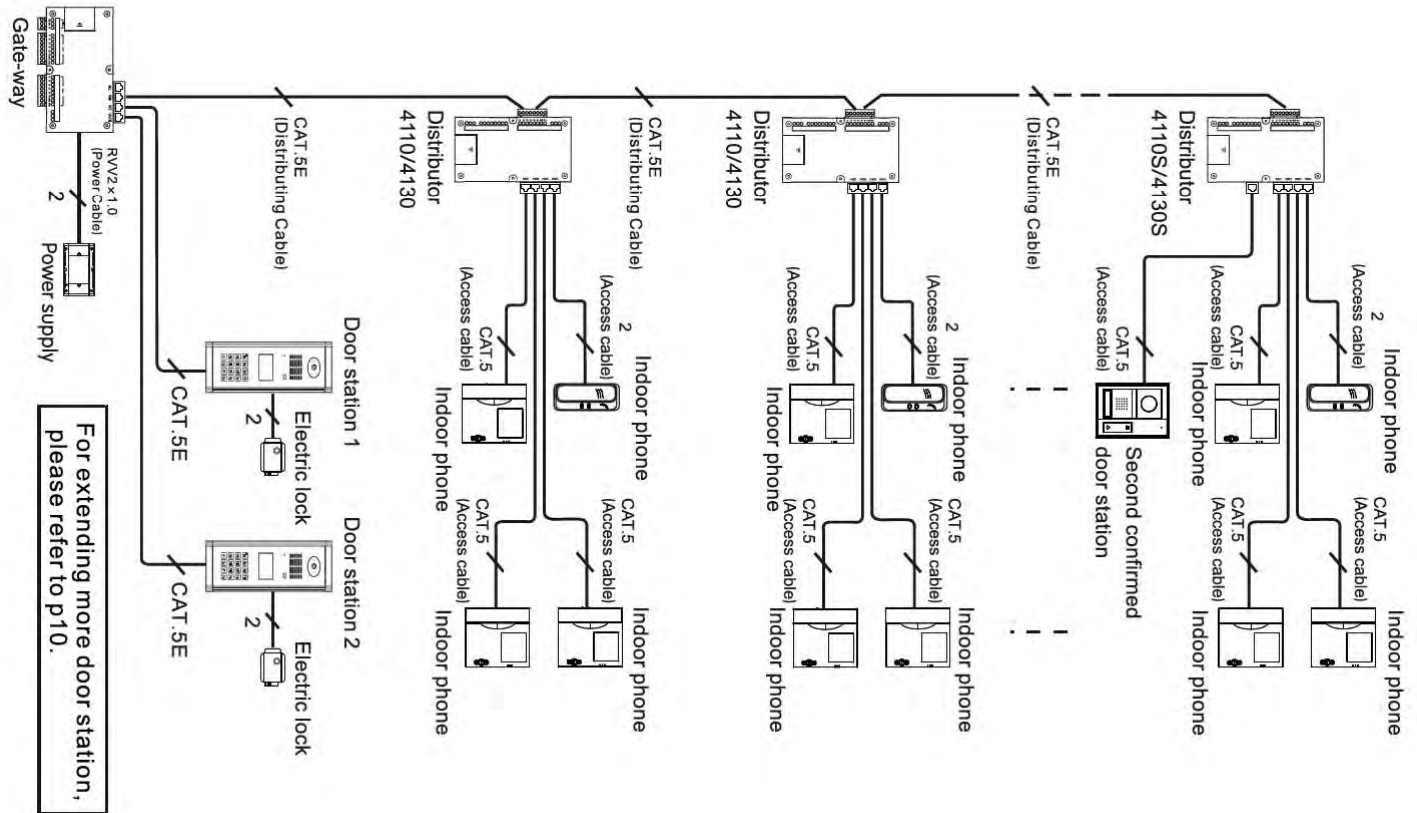 Indoor phone
2
(Access cable)
Indoor phone
CAT.5
(Access cable)
CAT.5
(Access cable)
Indoor phone
CAT.5
(Access cable)
Indoor phone
Distributor
4110S/4130S
CAT.5
(Access cable)
Second confirmed
door station
CAT.5E
(Distributing Cable)
Indoor phone
2
(Access cable)
Indoor phone
CAT.5
(Access cable)
CAT.5
(Access cable)
Indoor phone
CAT.5
(Access cable)
Indoor phone
Distributor
4110/4130
CAT.5E
(Distributing Cable)
Indoor phone
2
(Access cable)
Indoor phone
CAT.5
(Access cable)
CAT.5
(Access cable)
Indoor phone
CAT.5
(Access cable)
Indoor phone
Distributor
4110/4130
CAT.5E
(Distributing Cable)
Door station 1
Door station 2
Electric lock
2
Electric lock
2
CAT.5E
CAT.5E
RVV2×1.0
(Power Cable)
2
Power supply
Gate-way
For extending more door station,
please refer to p10.